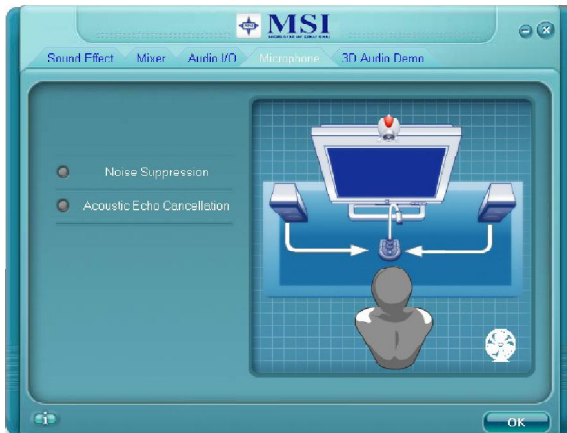 MSI
Sound Effect Mixer Audio I/O Microphone 3D Audio Demo
Noise Suppression
Acoustic Echo Cancellation
OK